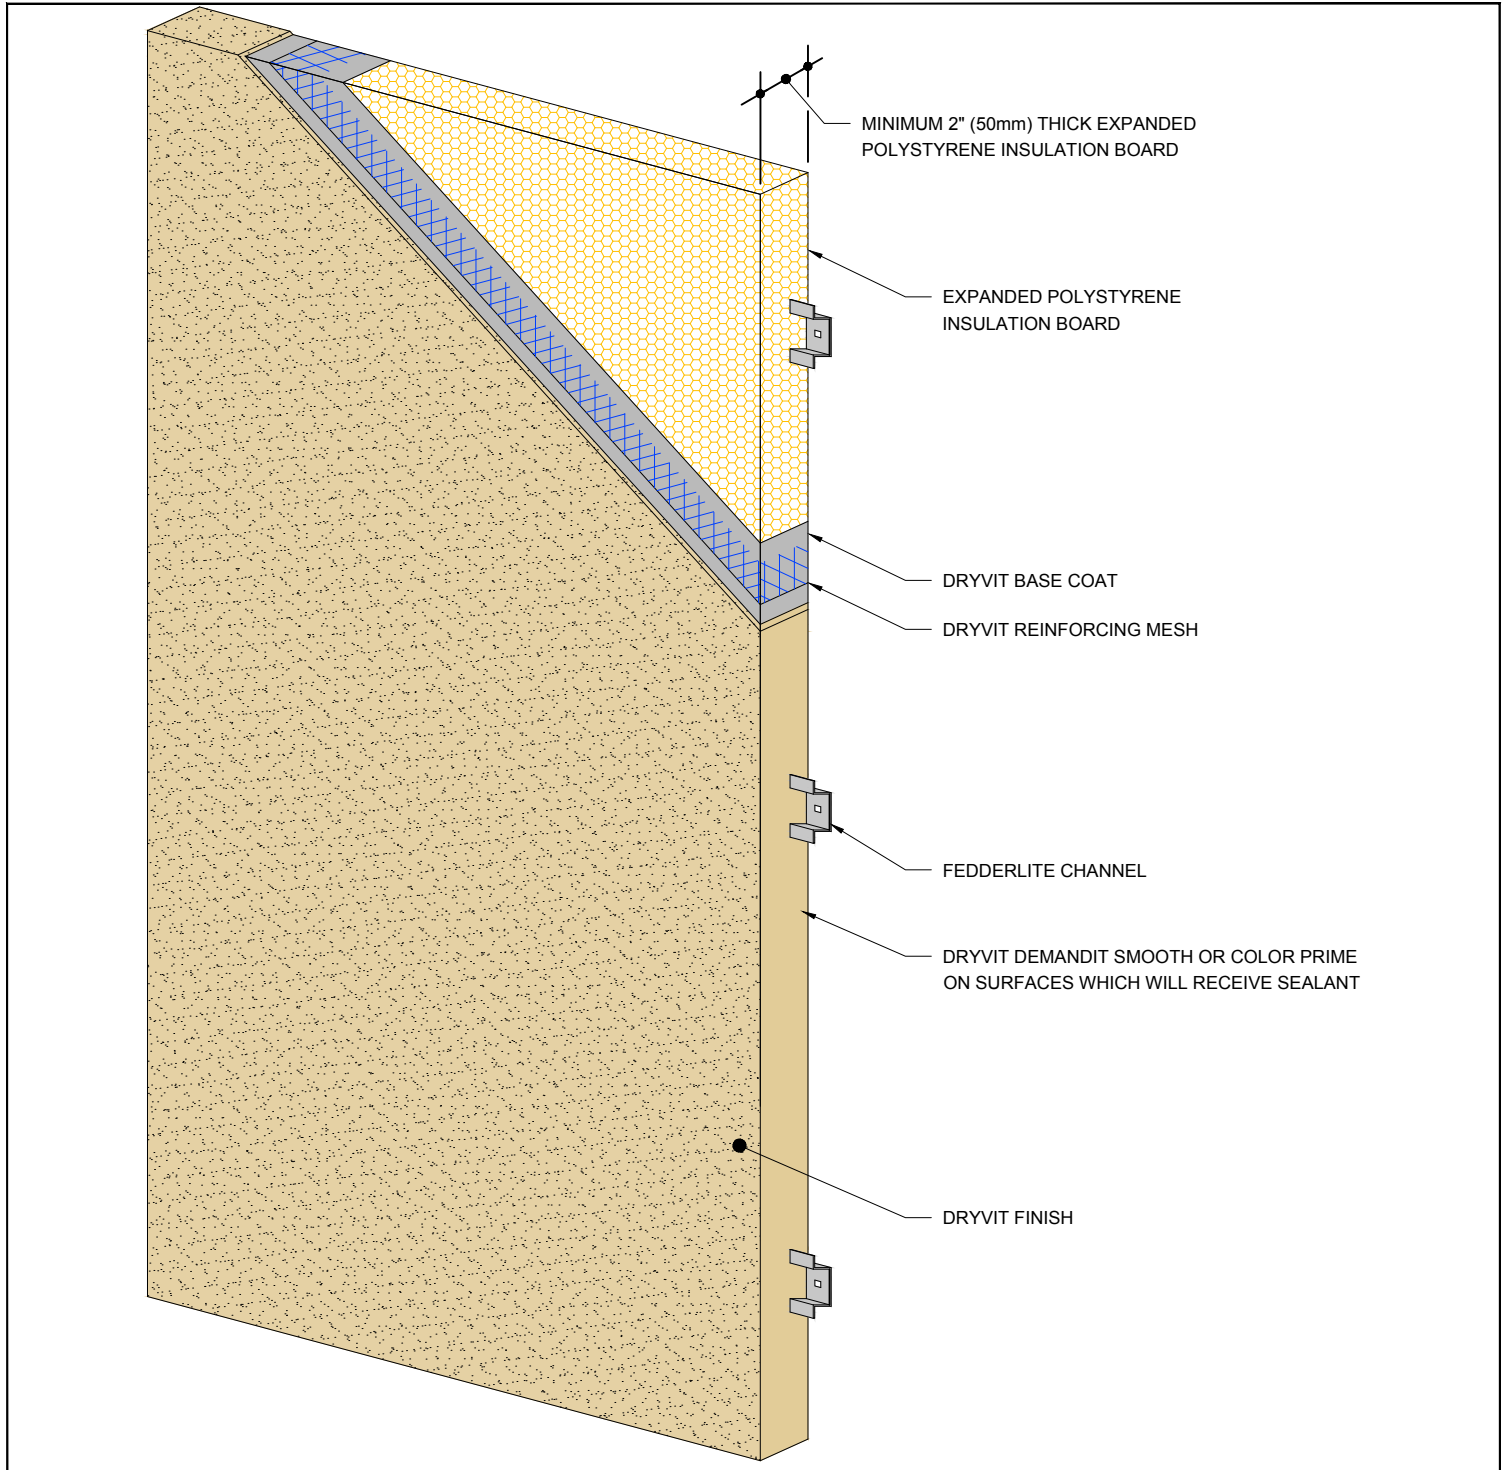 MINIMUM 2" (50mm) THICK EXPANDED
POLYSTYRENE INSULATION BOARD
EXPANDED POLYSTYRENE
INSULATION BOARD
DRYVIT BASE COAT
DRYVIT REINFORCING MESH
FEDDERLITE CHANNEL
DRYVIT DEMANDIT SMOOTH OR COLOR PRIME
ON SURFACES WHICH WILL RECEIVE SEALANT
DRYVIT FINISH